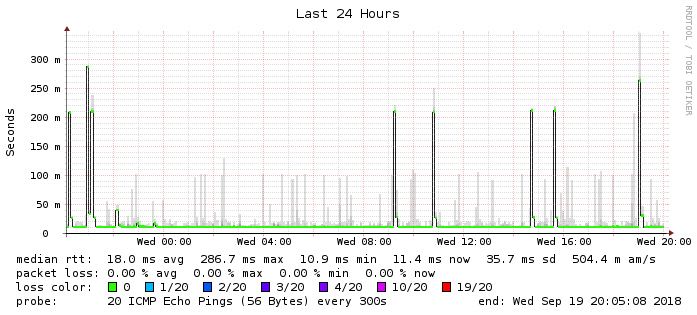 Last 24 Hours
RRDTOOL / TOBI OETIKER
Seconds
300 m
250 m
200 m
150 m
100 m
50 m
0
Wed 00:00 Wed 04:00 Wed 08:00 Wed 12:00 Wed 16:00 Wed 20:00
median rtt: 18.0 ms avg 286.7 ms max 10.9 ms min 11.4 ms now 35.7 ms sd 504.4 m am/s
packet loss: 0.00 % avg 0.00 % max 0.00 % min 0.00 % now
loss color: 0 1/20 2/20 3/20 4/20 10/20 19/20
probe: 20 ICMP Echo Pings (56 Bytes) every 300s end: Wed Sep 19 20:05:08 2018